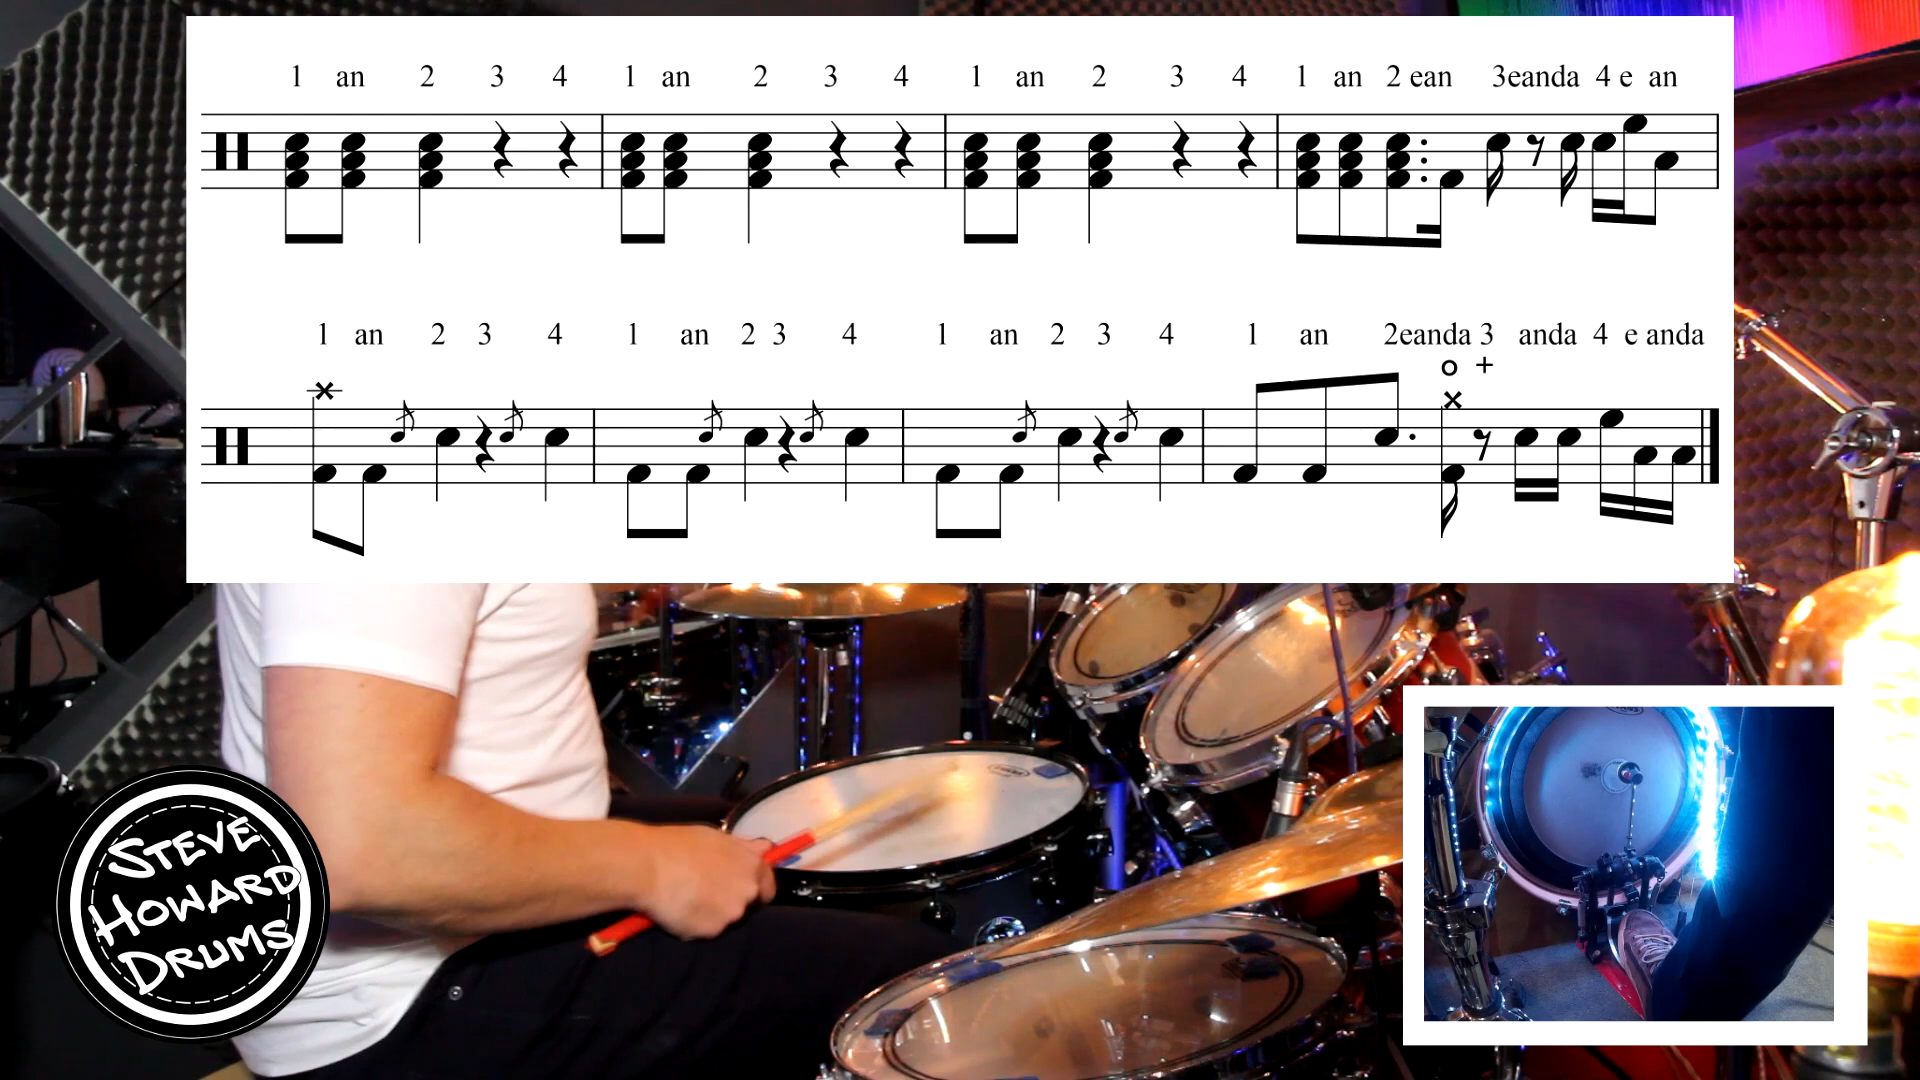 1 an 2 3 4 1 an 2 3 4 1 an 2 3 4 1 an 2 ean 3eanda 4 e an
1 an 2 3 4 1 an 2 3 4 1 an 2 3 4 1 an 2eanda 3 anda 4 e anda
o +
STEVE
HOWARD
DRUMS